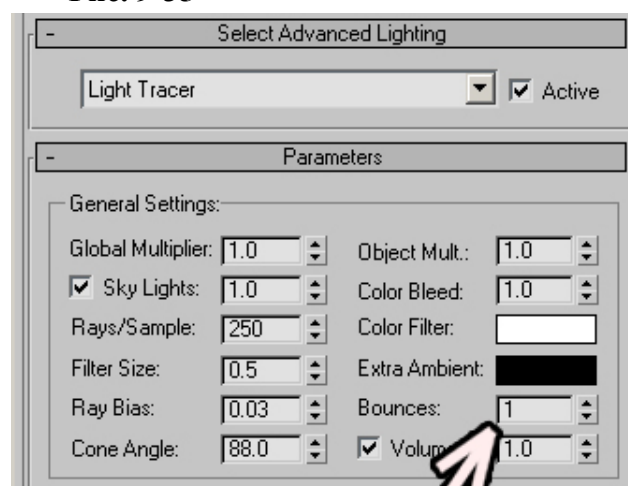 - Select Advanced Lighting
Light Tracer Active
- Parameters
General Settings:
Global Multiplier: 1.0 Object Mult.: 1.0
Sky Lights: 1.0 Color Bleed: 1.0
Rays/Sample: 250 Color Filter:
Filter Size: 0.5 Extra Ambient:
Ray Bias: 0.03 Bounces: 1
Cone Angle: 88.0 Volum 1.0